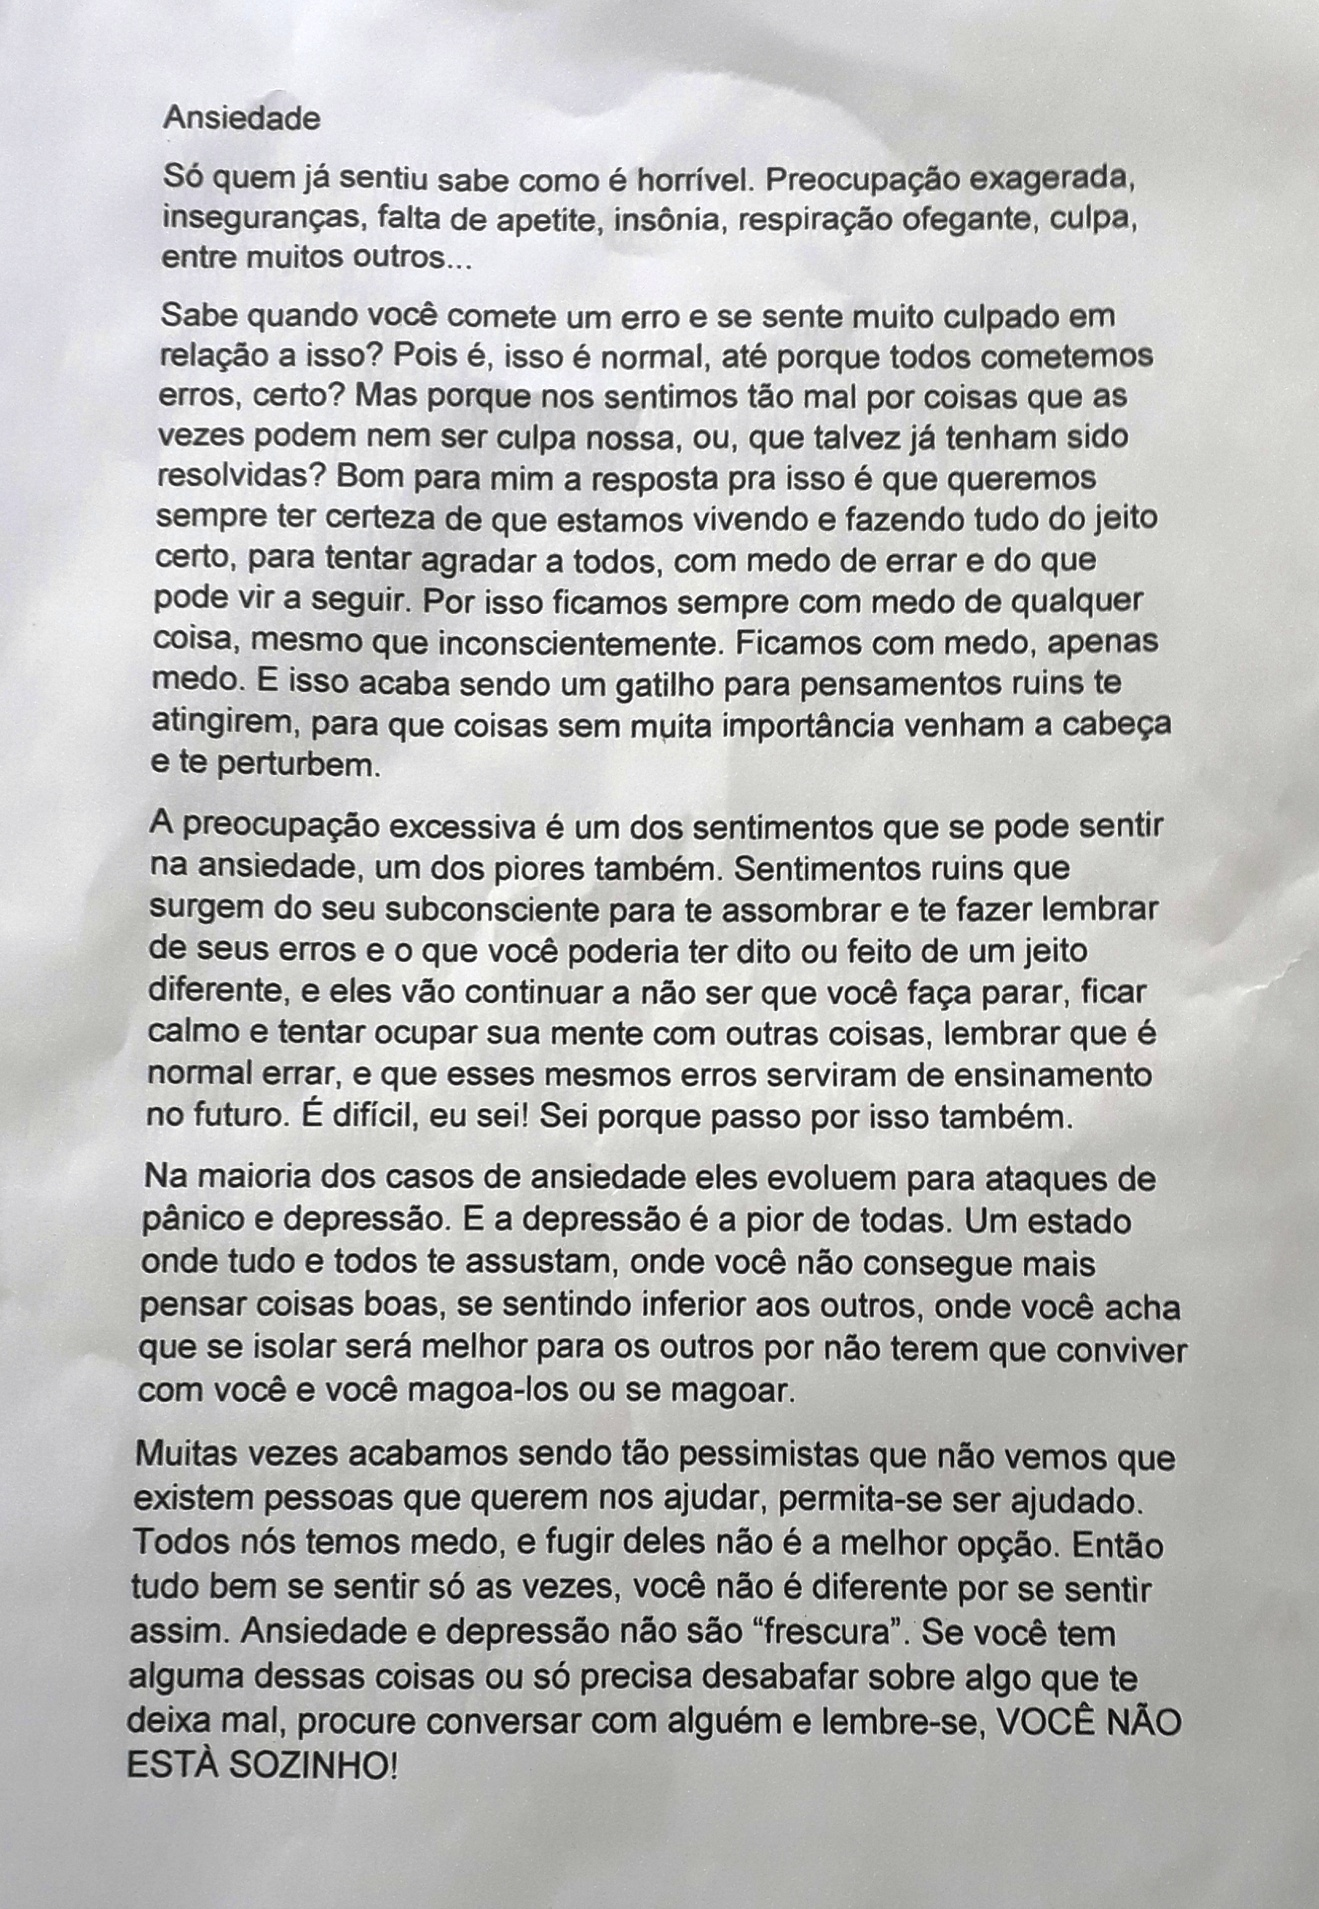 Ansiedade
Só quem já sentiu sabe como é horrível. Preocupação exagerada,
inseguranças, falta de apetite, insônia, respiração ofegante, culpa,
entre muitos outros...
Sabe quando você comete um erro e se sente muito culpado em
relação a isso? Pois é, isso é normal, até porque todos cometemos
erros, certo? Mas porque nos sentimos tão mal por coisas que as
vezes podem nem ser culpa nossa, ou, que talvez já tenham sido
resolvidas? Bom para mim a resposta pra isso é que queremos
sempre ter certeza de que estamos vivendo e fazendo tudo do jeito
certo, para tentar agradar a todos, com medo de errar e do que
pode vir a seguir. Por isso ficamos sempre com medo de qualquer
coisa, mesmo que inconscientemente. Ficamos com medo, apenas
medo. E isso acaba sendo um gatilho para pensamentos ruins te
atingirem, para que coisas sem muita importância venham a cabeça
e te perturbem.
A preocupação excessiva é um dos sentimentos que se pode sentir
na ansiedade, um dos piores também. Sentimentos ruins que
surgem do seu subconsciente para te assombrar e te fazer lembrar
de seus erros e o que você poderia ter dito ou feito de um jeito
diferente, e eles vão continuar a não ser que você faça parar, ficar
calmo e tentar ocupar sua mente com outras coisas, lembrar que é
normal errar, e que esses mesmos erros serviram de ensinamento
no futuro. É difícil, eu sei! Sei porque passo por isso também.
Na maioria dos casos de ansiedade eles evoluem para ataques de
pânico e depressão. E a depressão é a pior de todas. Um estado
onde tudo e todos te assustam, onde você não consegue mais
pensar coisas boas, se sentindo inferior aos outros, onde você acha
que se isolar será melhor para os outros por não terem que conviver
com você e você magoa-los ou se magoar.
Muitas vezes acabamos sendo tão pessimistas que não vemos que
existem pessoas que querem nos ajudar, permita-se ser ajudado.
Todos nós temos medo, e fugir deles não é a melhor opção. Então
tudo bem se sentir só as vezes, você não é diferente por se sentir
assim. Ansiedade e depressão não são “frescura”. Se você tem
alguma dessas coisas ou só precisa desabafar sobre algo que te
deixa mal, procure conversar com alguém e lembre-se, VOCÊ NÃO
ESTÀ SOZINHO!